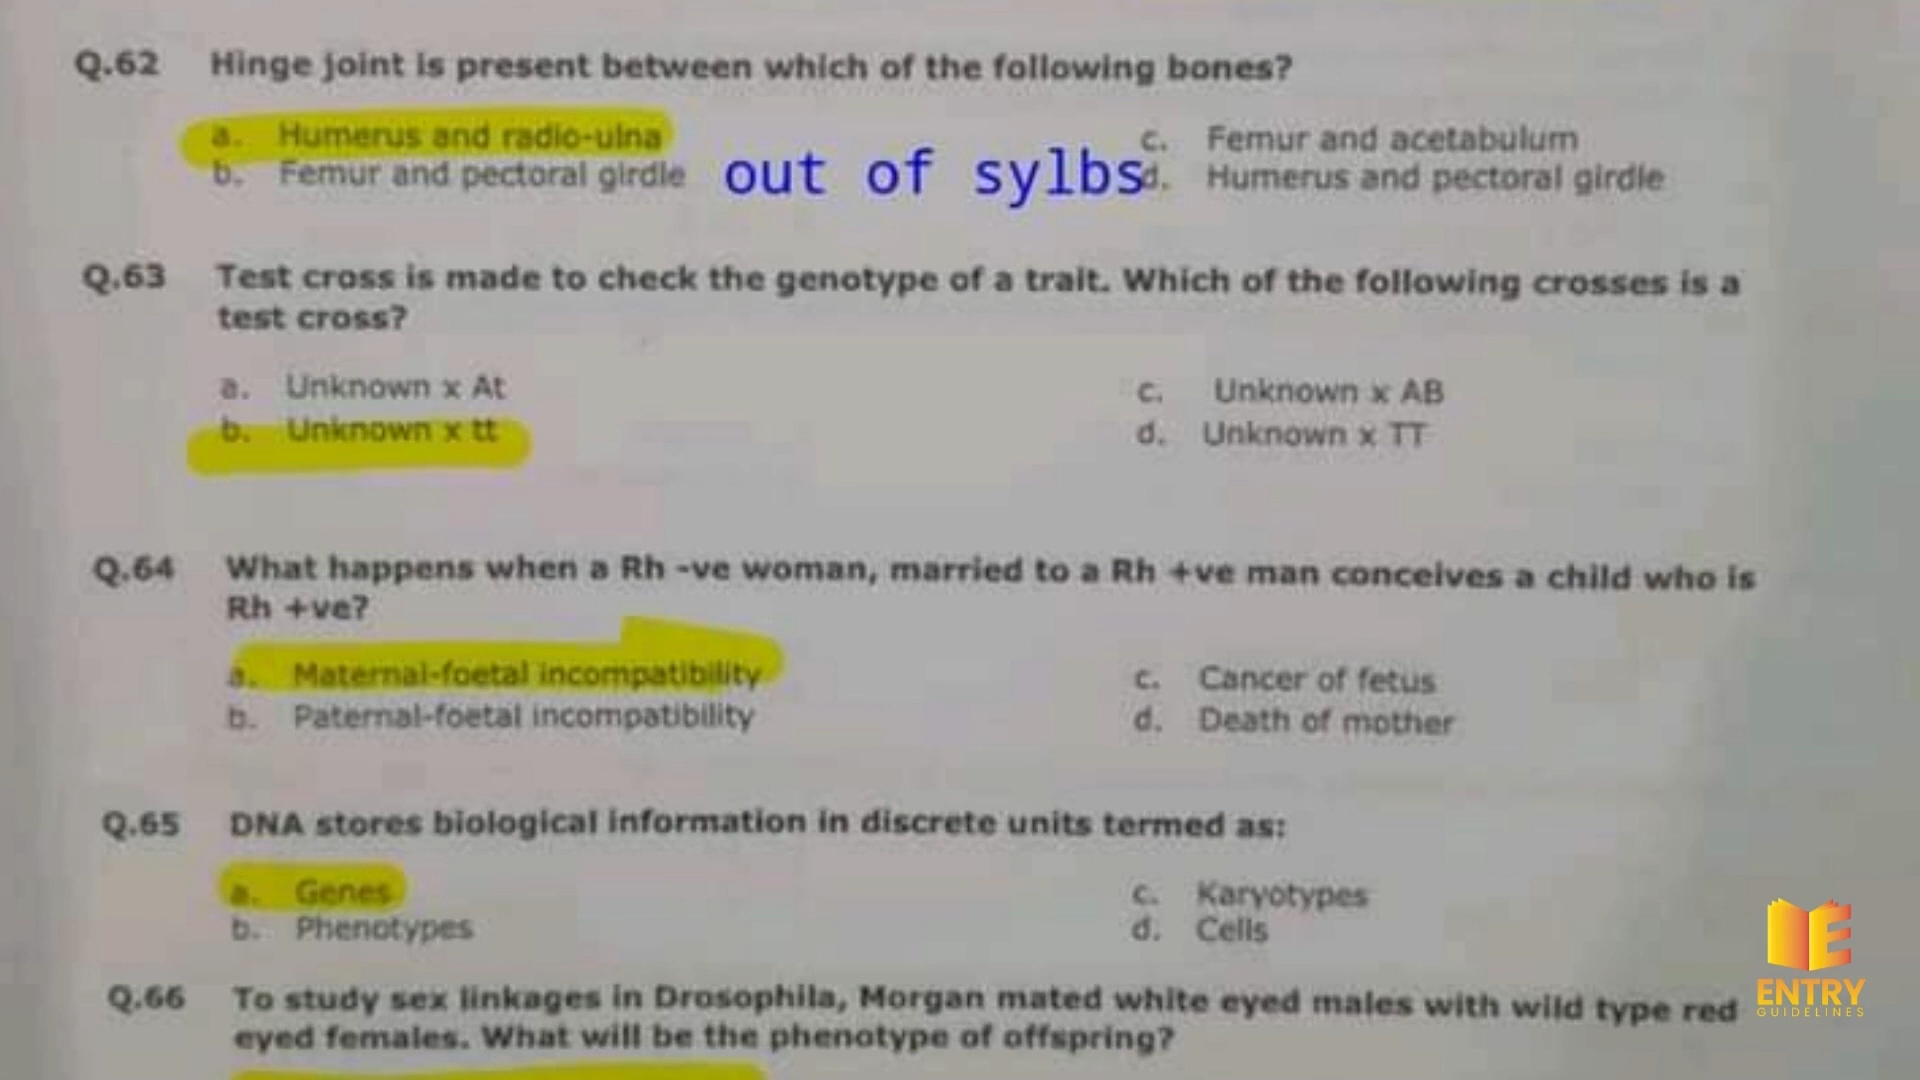 Q.62 Hinge joint is present between which of the following bones?
a. Humerus and radio-ulna c. Femur and acetabulum
b. Femur and pectoral girdle out of sylbs d. Humerus and pectoral girdle
Q.63 Test cross is made to check the genotype of a trait. Which of the following crosses is a
test cross?
a. Unknown x At c. Unknown x AB
b. Unknown x tt d. Unknown x TT
Q.64 What happens when a Rh -ve woman, married to a Rh +ve man conceives a child who is
Rh +ve?
a. Maternal-foetal incompatibility c. Cancer of fetus
b. Paternal-foetal incompatibility d. Death of mother
Q.65 DNA stores biological information in discrete units termed as:
a. Genes c. Karyotypes
b. Phenotypes d. Cells
Q.66 To study sex linkages in Drosophila, Morgan mated white eyed males with wild type red
eyed females. What will be the phenotype of offspring?
ENTRY
GUIDELINES